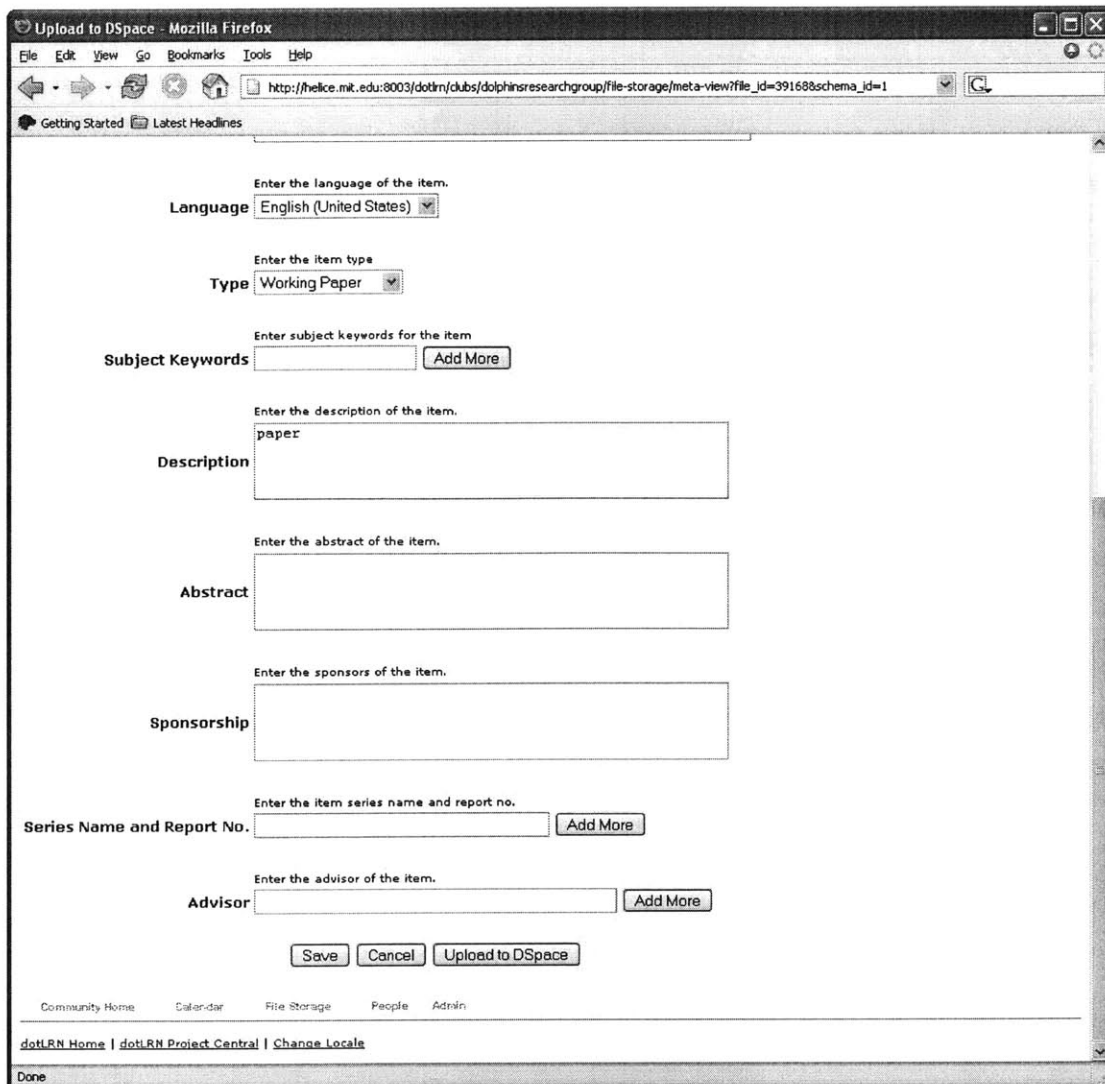 Upload to DSpace - Mozilla Firefox
File Edit View Go Bookmarks Tools Help
http://helice.mit.edu:8003/dotlrn/clubs/dolphinsresearchgroup/file-storage/meta-view?file_id=39168&schema_id=1
G
Getting Started Latest Headlines
Enter the language of the item.
Language English (United States)
Enter the item type
Type Working Paper
Enter subject keywords for the item
Subject Keywords Add More
Enter the description of the item.
paper
Description
Enter the abstract of the item.
Abstract
Enter the sponsors of the item.
Sponsorship
Enter the item series name and report no.
Series Name and Report No. Add More
Enter the advisor of the item.
Advisor Add More
Save Cancel Upload to DSpace
Community Home Calendar File Storage People Admin
dotLRN Home | dotLRN Project Central | Change Locale
Done